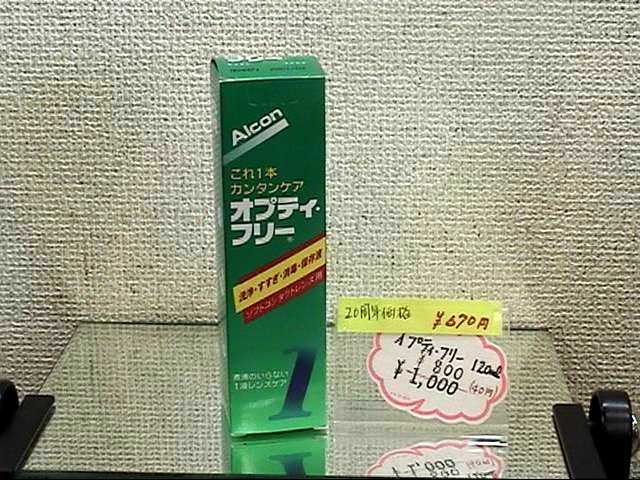 Alcon
これ1本
カンタンケア
オプティ・
フリー
洗浄・すすぎ・消毒・保存液
ソフトコンタクトレンズ用
煮沸のいらない
1液レンズケア
1
20周年価格
¥670円
オプティ・フリー
120ml
¥800
¥1,000